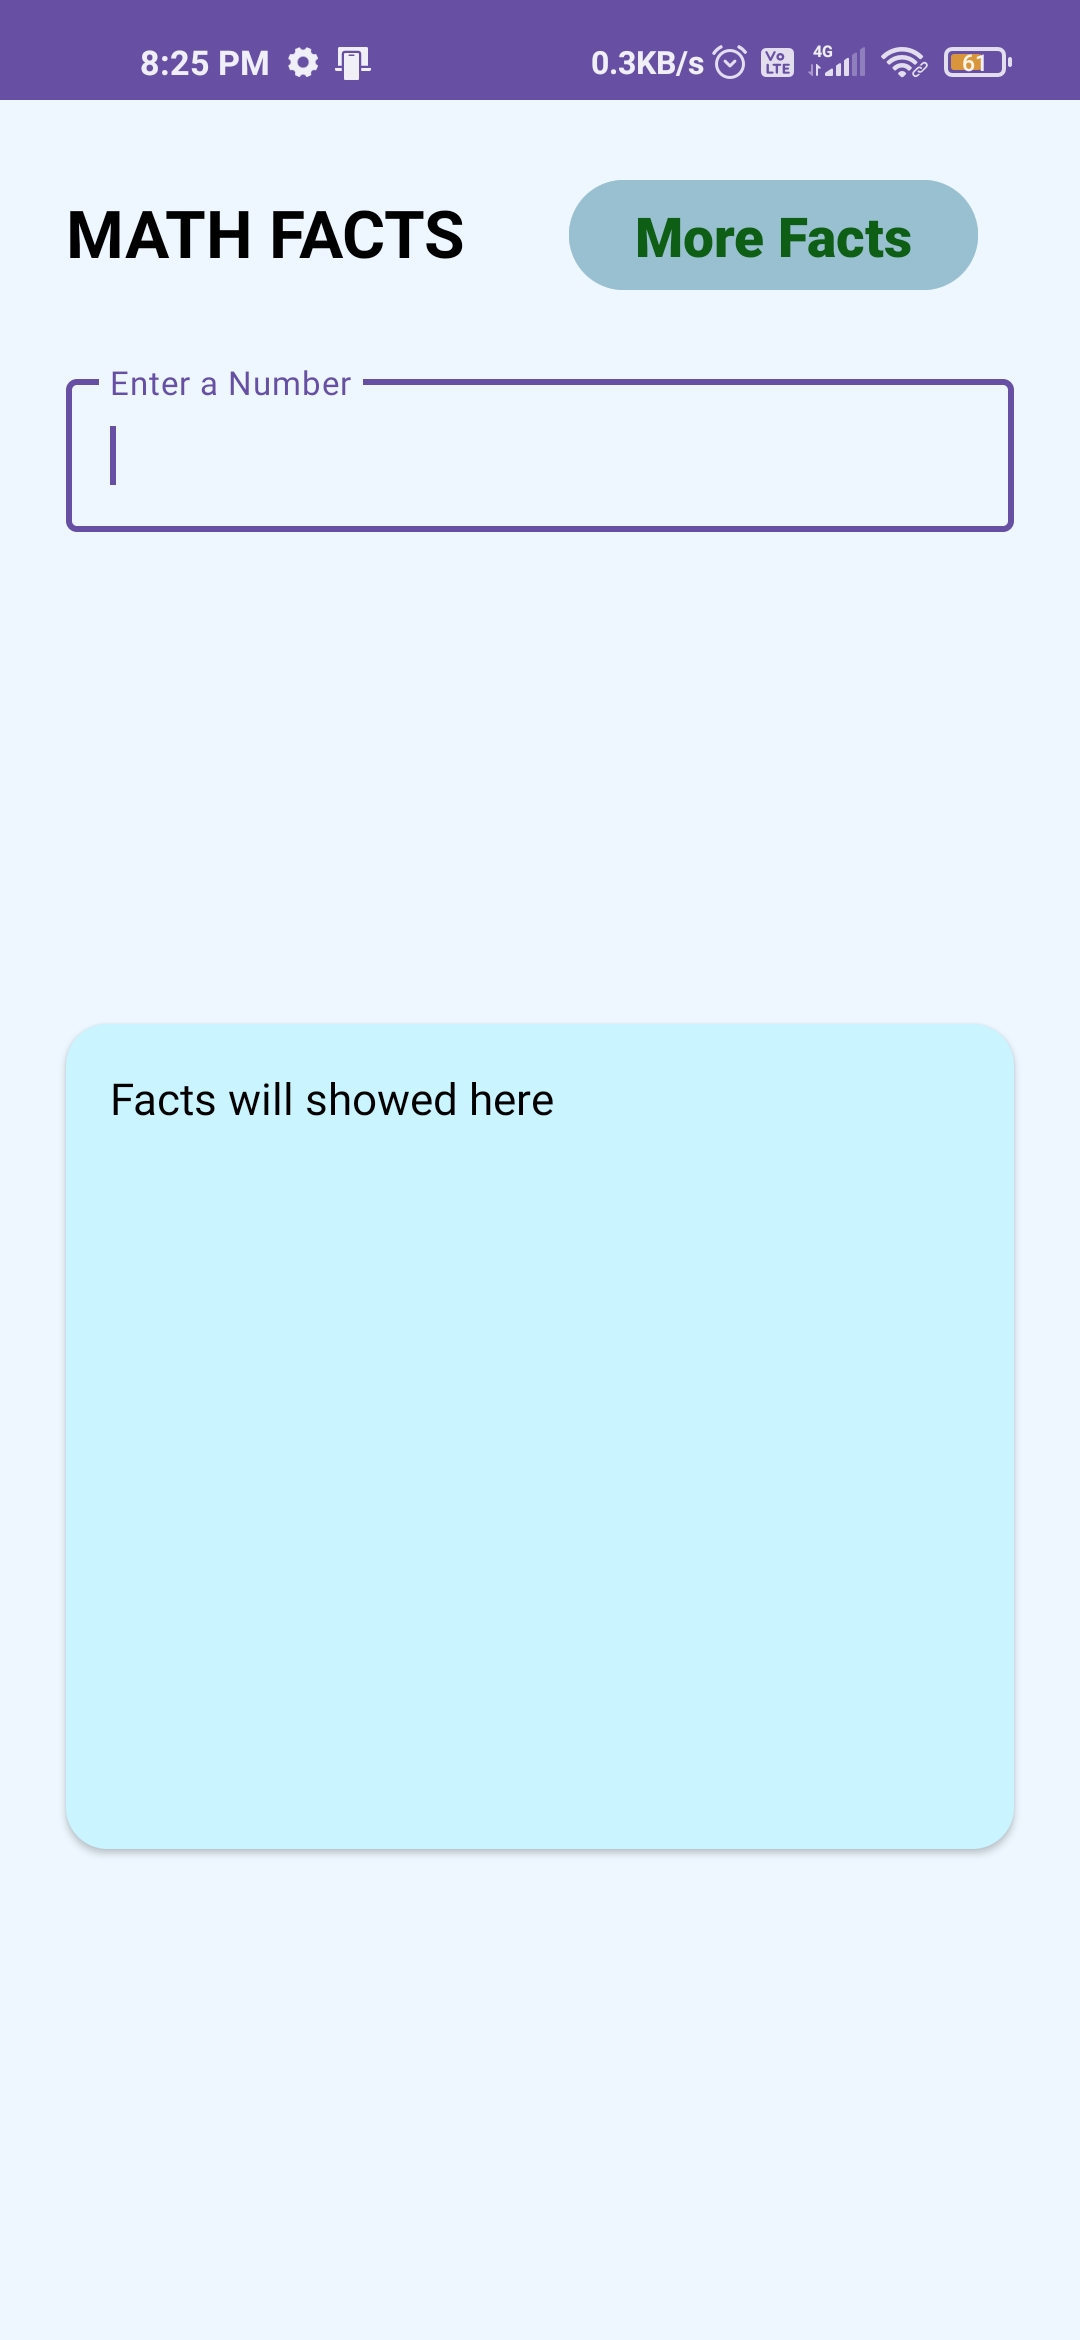 8:25 PM 0.3KB/s Vo LTE 4G 61
MATH FACTS
More Facts
Enter a Number
Facts will showed here